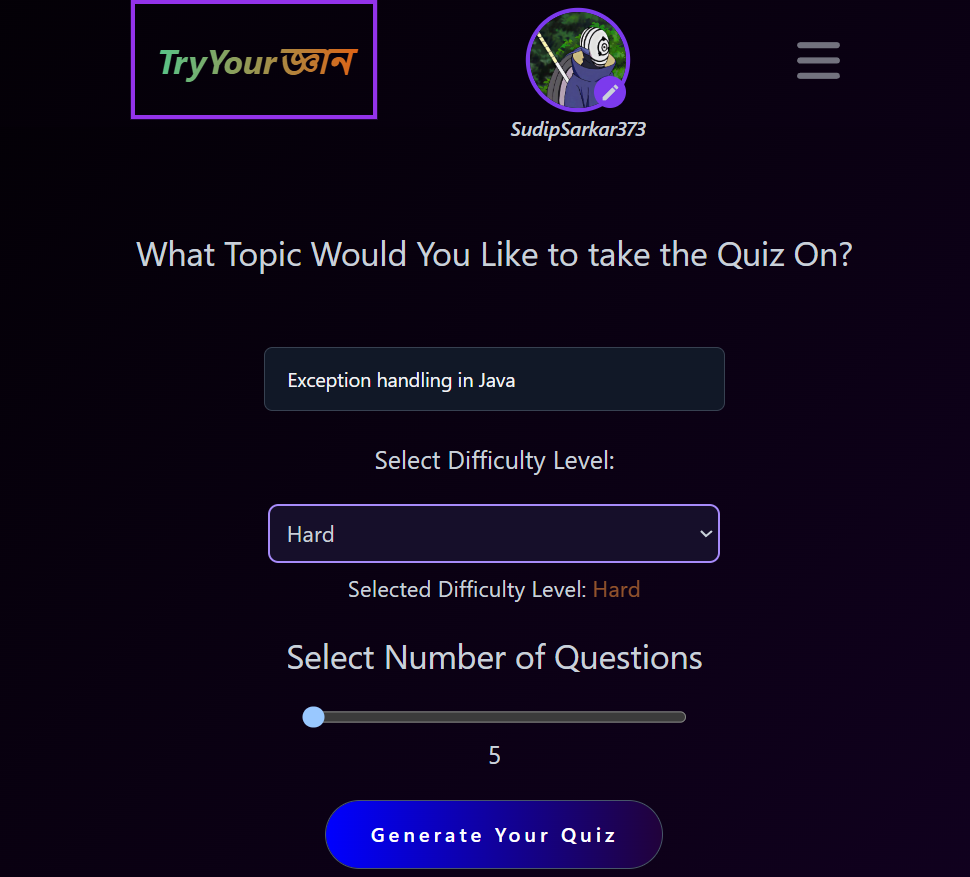 TryYourজ্ঞান
SudipSarkar373
What Topic Would You Like to take the Quiz On?
Exception handling in Java
Select Difficulty Level:
Hard
Selected Difficulty Level: Hard
Select Number of Questions
5
Generate Your Quiz